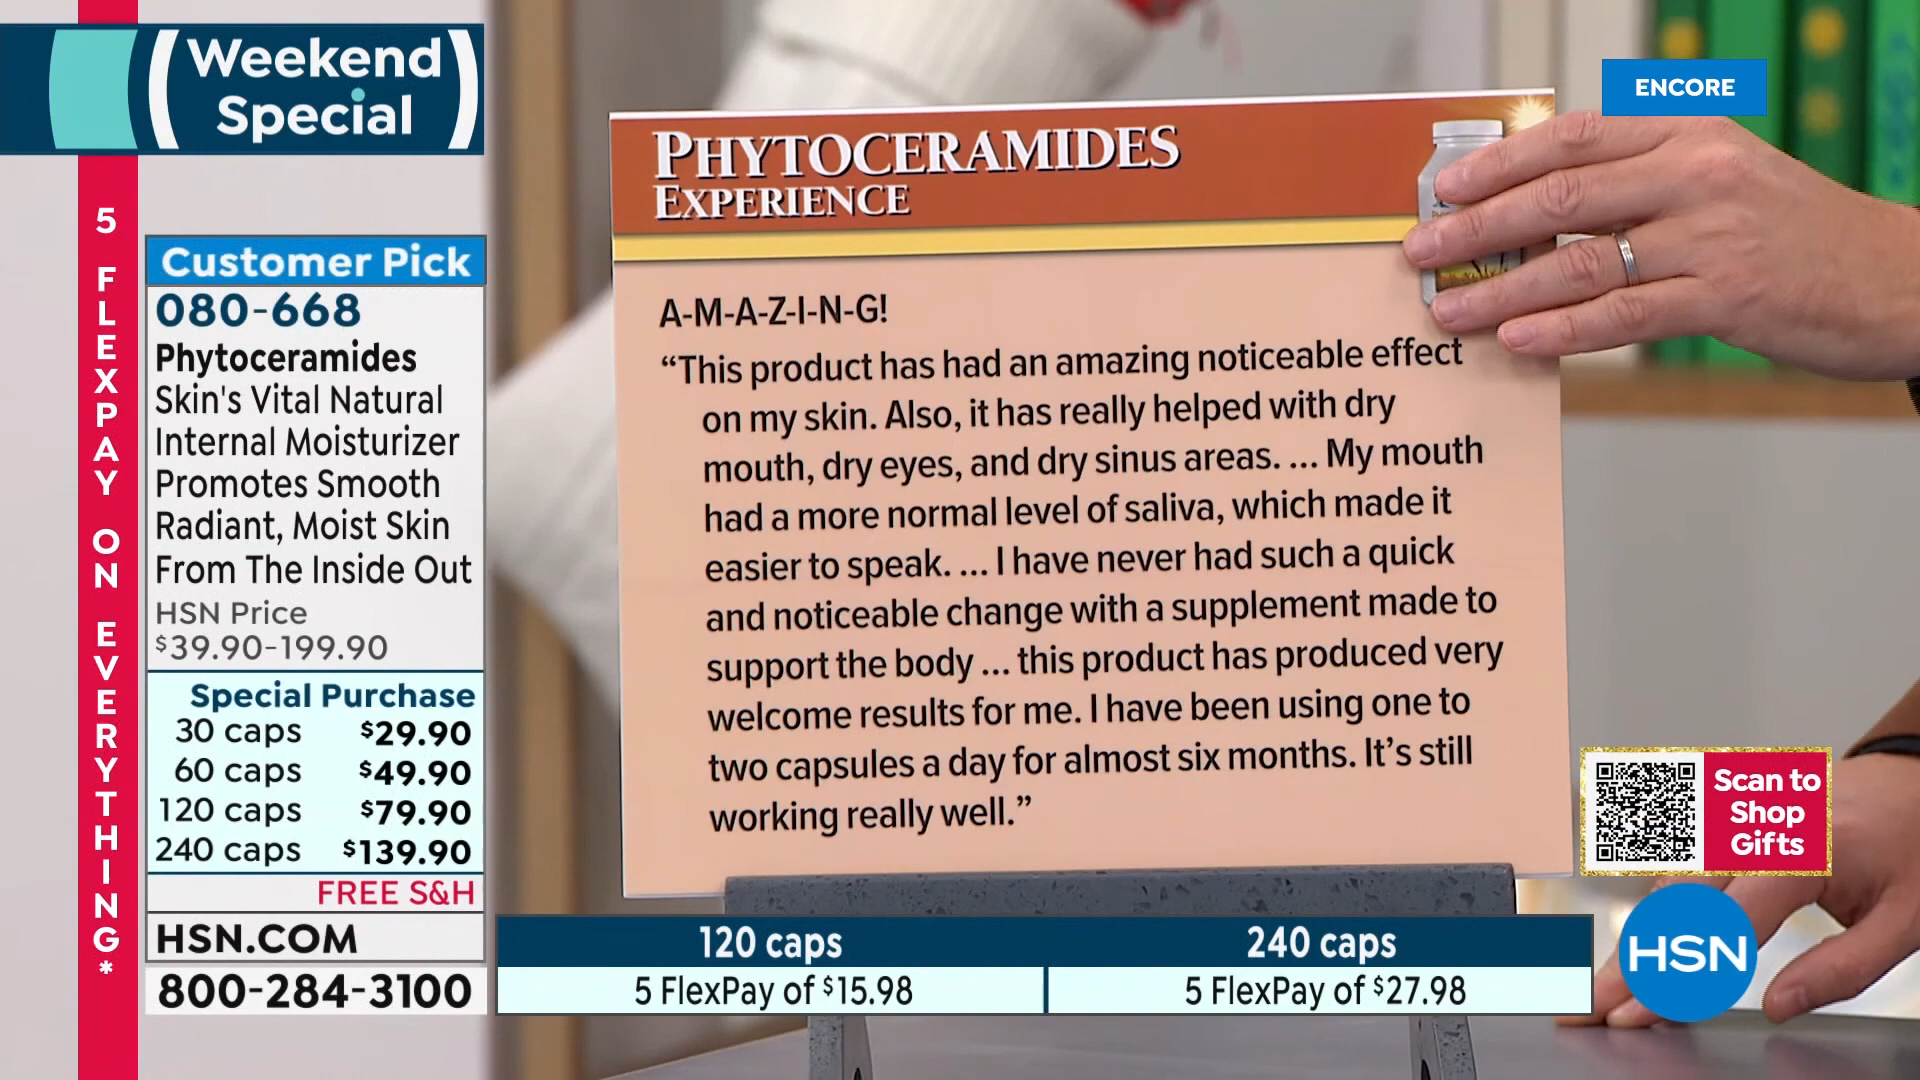 (Weekend
Special)
ENCORE
5 FLEXPAY ON EVERYTHING*
Customer Pick
080-668
Phytoceramides
Skin's Vital Natural
Internal Moisturizer
Promotes Smooth
Radiant, Moist Skin
From The Inside Out
HSN Price
$39.90-199.90
Special Purchase
30 caps $29.90
60 caps $49.90
120 caps $79.90
240 caps $139.90
FREE S&H
HSN.COM
800-284-3100
PHYTOCERAMIDES
EXPERIENCE
A-M-A-Z-I-N-G!
“This product has had an amazing noticeable effect
on my skin. Also, it has really helped with dry
mouth, dry eyes, and dry sinus areas. ... My mouth
had a more normal level of saliva, which made it
easier to speak. ... I have never had such a quick
and noticeable change with a supplement made to
support the body ... this product has produced very
welcome results for me. I have been using one to
two capsules a day for almost six months. It’s still
working really well.”
Scan to
Shop
Gifts
HSN
120 caps 240 caps
5 FlexPay of $15.98 5 FlexPay of $27.98